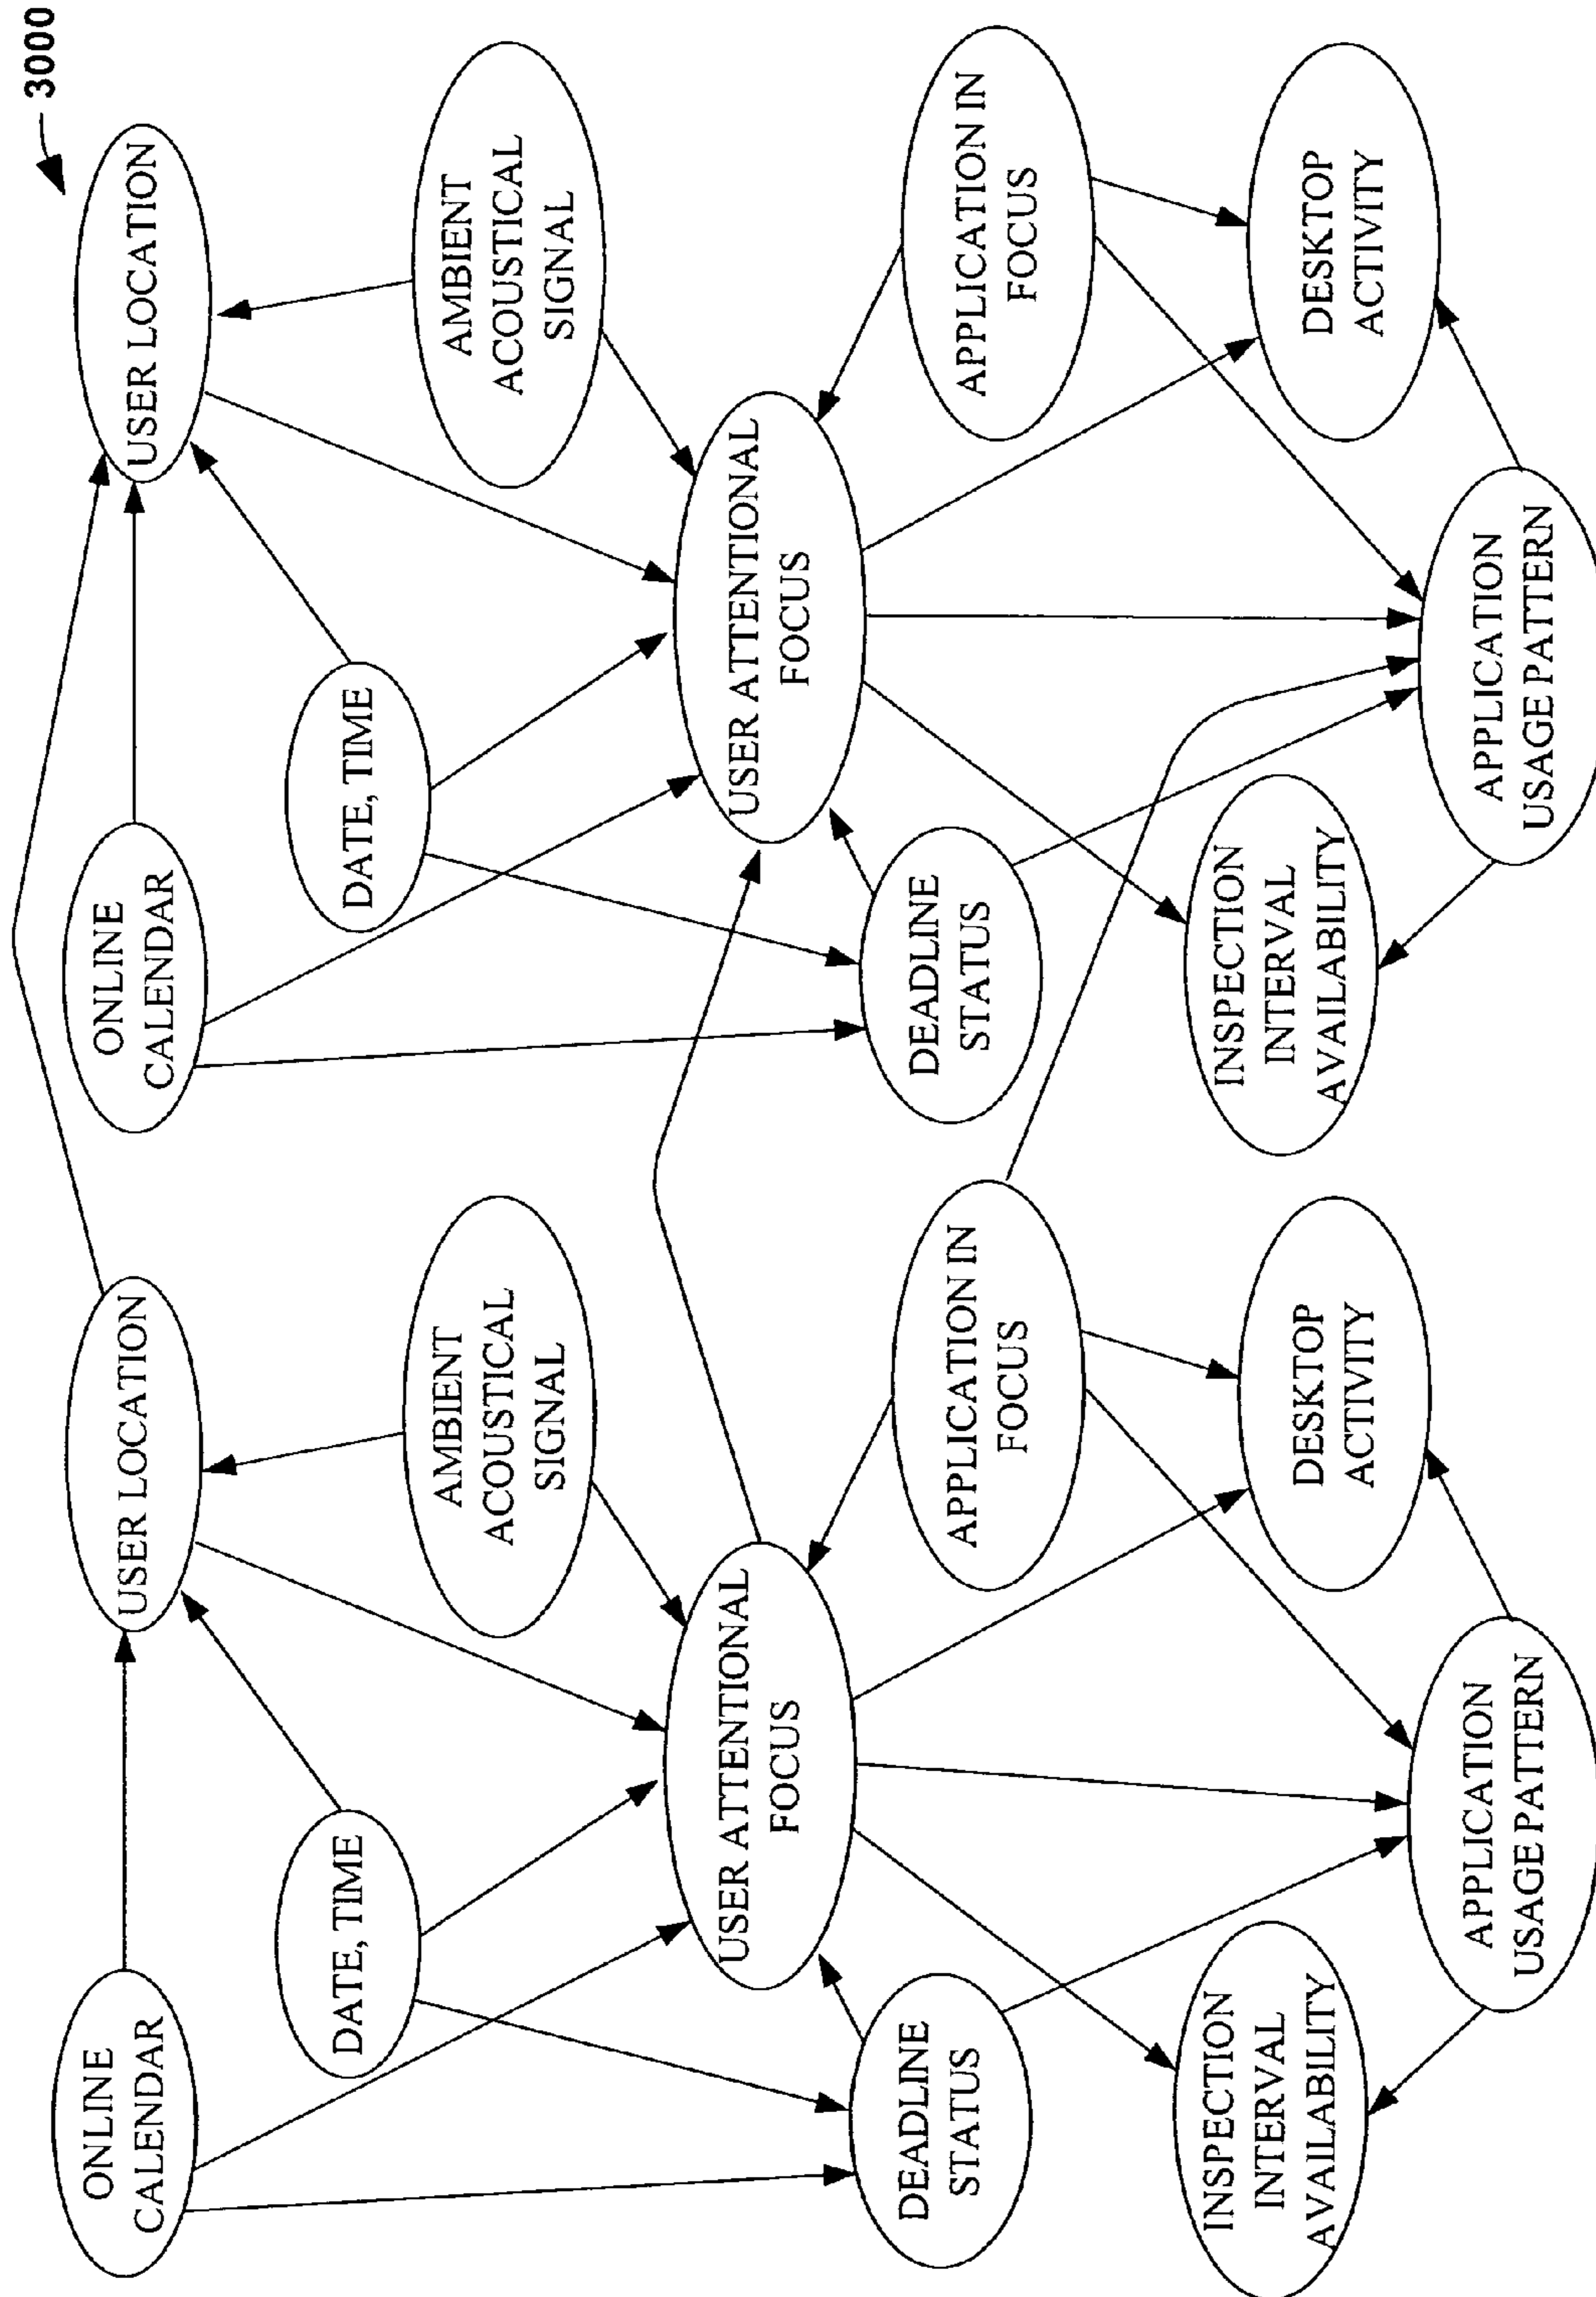 3000
ONLINE
CALENDAR
USER LOCATION
DATE, TIME
AMBIENT
ACOUSTICAL
SIGNAL
USER ATTENTIONAL
FOCUS
DEADLINE
STATUS
APPLICATION IN
FOCUS
INSPECTION
INTERVAL
AVAILABILITY
DESKTOP
ACTIVITY
APPLICATION
USAGE PATTERN
ONLINE
CALENDAR
USER LOCATION
DATE, TIME
AMBIENT
ACOUSTICAL
SIGNAL
USER ATTENTIONAL
FOCUS
DEADLINE
STATUS
APPLICATION IN
FOCUS
INSPECTION
INTERVAL
AVAILABILITY
DESKTOP
ACTIVITY
APPLICATION
USAGE PATTERN